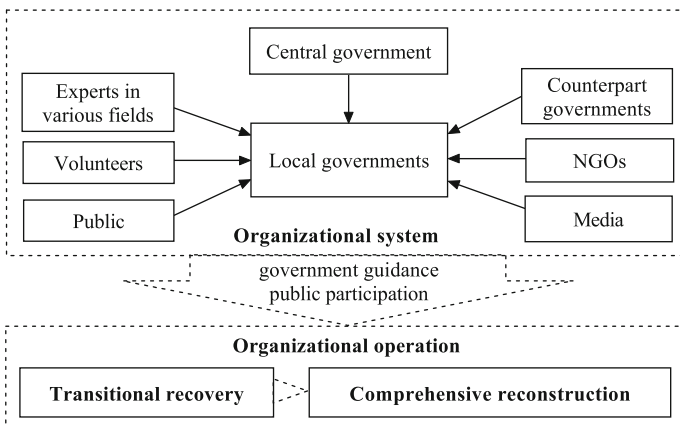 Central government
Experts in
various fields
Counterpart
governments
Volunteers
Local governments
NGOs
Public
Media
Organizational system
government guidance
public participation
Organizational operation
Transitional recovery
Comprehensive reconstruction